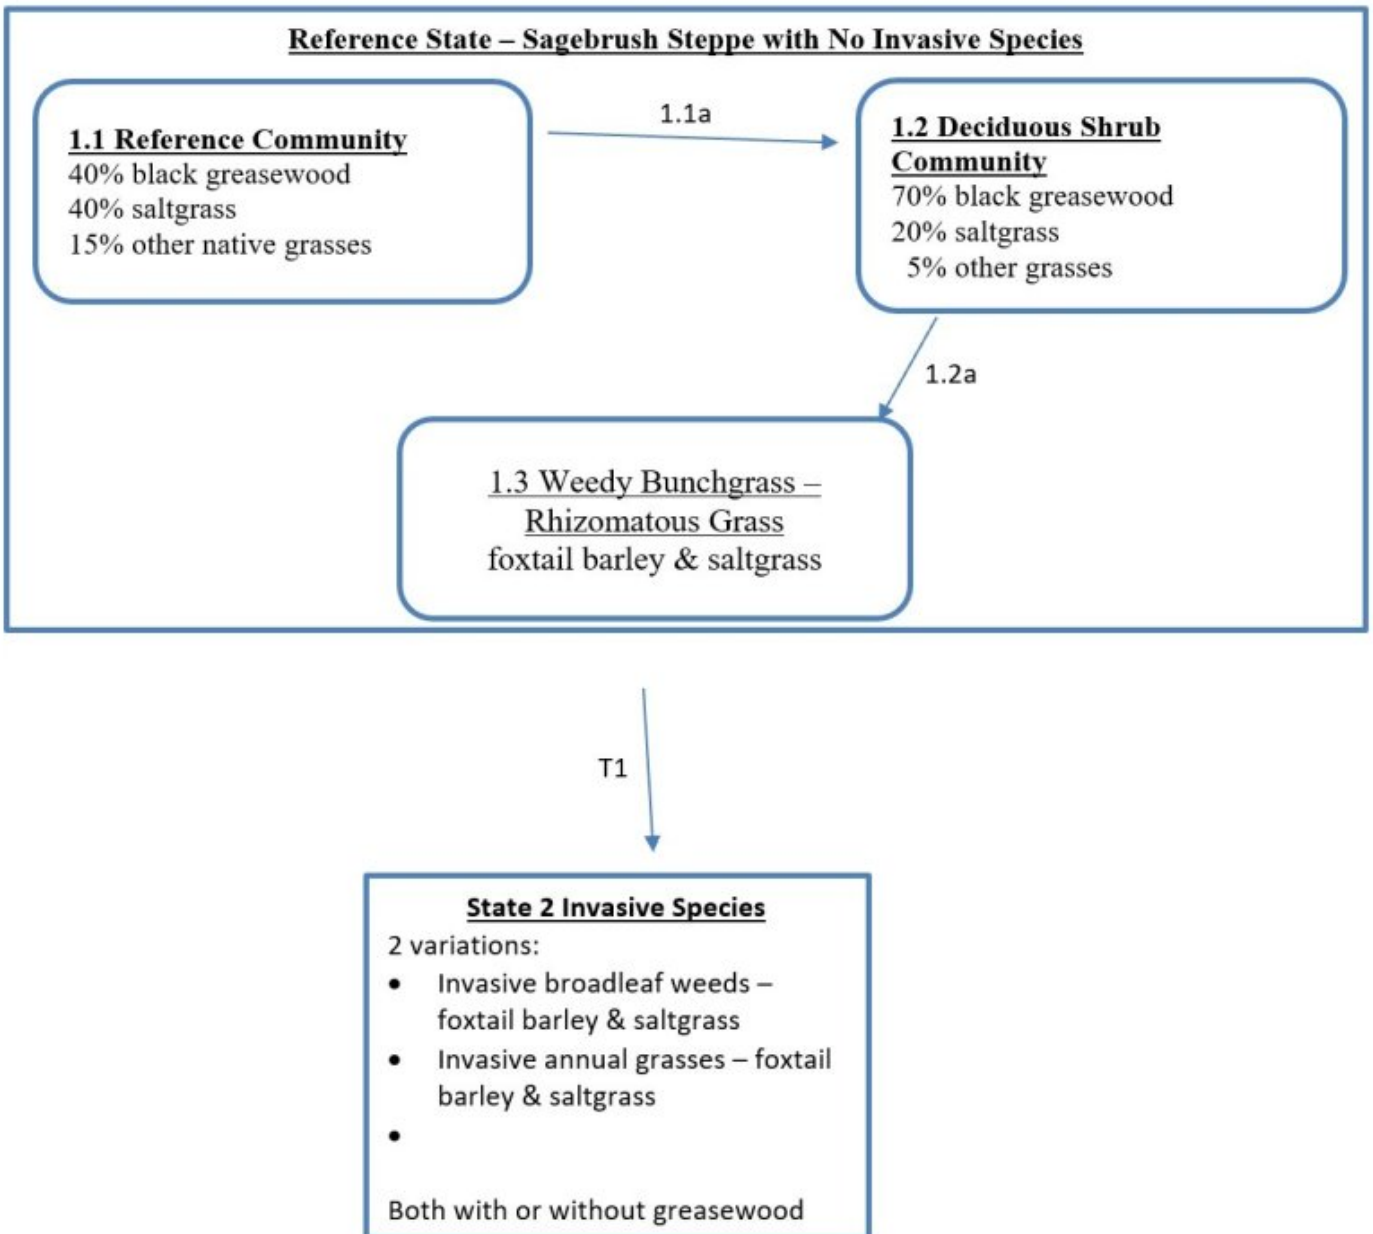 Reference State – Sagebrush Steppe with No Invasive Species
1.1 Reference Community
40% black greasewood
40% saltgrass
15% other native grasses
1.1a
1.2 Deciduous Shrub
Community
70% black greasewood
20% saltgrass
5% other grasses
1.2a
1.3 Weedy Bunchgrass –
Rhizomatous Grass
foxtail barley & saltgrass
T1
State 2 Invasive Species
2 variations:
• Invasive broadleaf weeds –
foxtail barley & saltgrass
• Invasive annual grasses – foxtail
barley & saltgrass
•
Both with or without greasewood